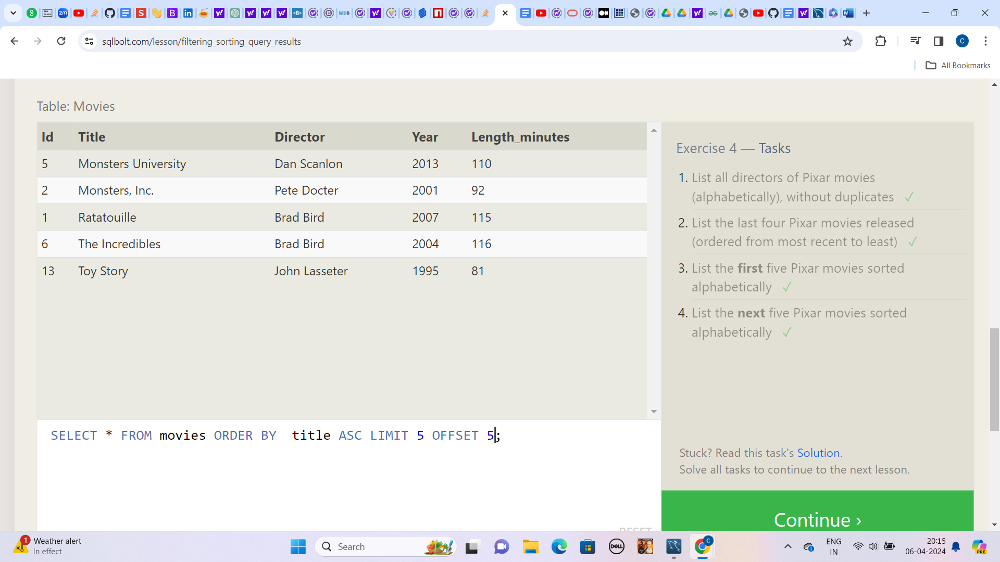 sqlbolt.com/lesson/filtering_sorting_query_results
All Bookmarks
Table: Movies
Id Title Director Year Length_minutes
5 Monsters University Dan Scanlon 2013 110
2 Monsters, Inc. Pete Docter 2001 92
1 Ratatouille Brad Bird 2007 115
6 The Incredibles Brad Bird 2004 116
13 Toy Story John Lasseter 1995 81
Exercise 4 — Tasks
1. List all directors of Pixar movies
(alphabetically), without duplicates ✓
2. List the last four Pixar movies released
(ordered from most recent to least) ✓
3. List the first five Pixar movies sorted
alphabetically ✓
4. List the next five Pixar movies sorted
alphabetically ✓
SELECT * FROM movies ORDER BY  title ASC LIMIT 5 OFFSET 5;
Stuck? Read this task's Solution.
Solve all tasks to continue to the next lesson.
RESET
Continue ›
1
Weather alert
In effect
Search
DELL
C
ENG
IN
20:15
06-04-2024
PRE